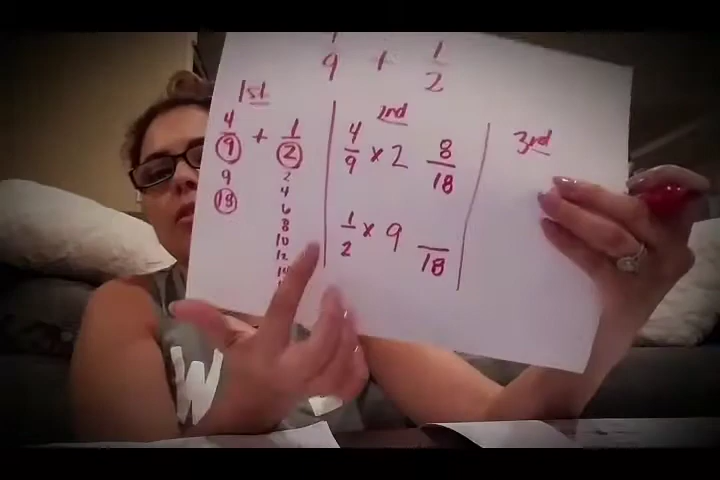 4/9 + 1/2
1st
4/9 + 1/2
9
18
2
4
6
8
10
12
14
2nd
4/9 x 2 8/18
1/2 x 9 /18
3rd
W